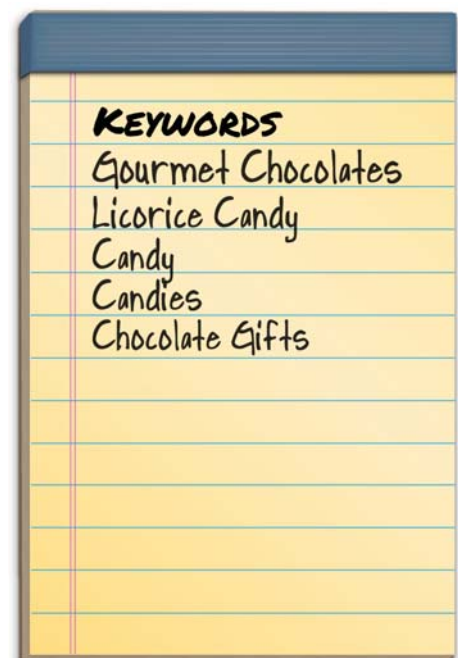 KEYWORDS
Gourmet Chocolates
Licorice Candy
Candy
Candies
Chocolate Gifts